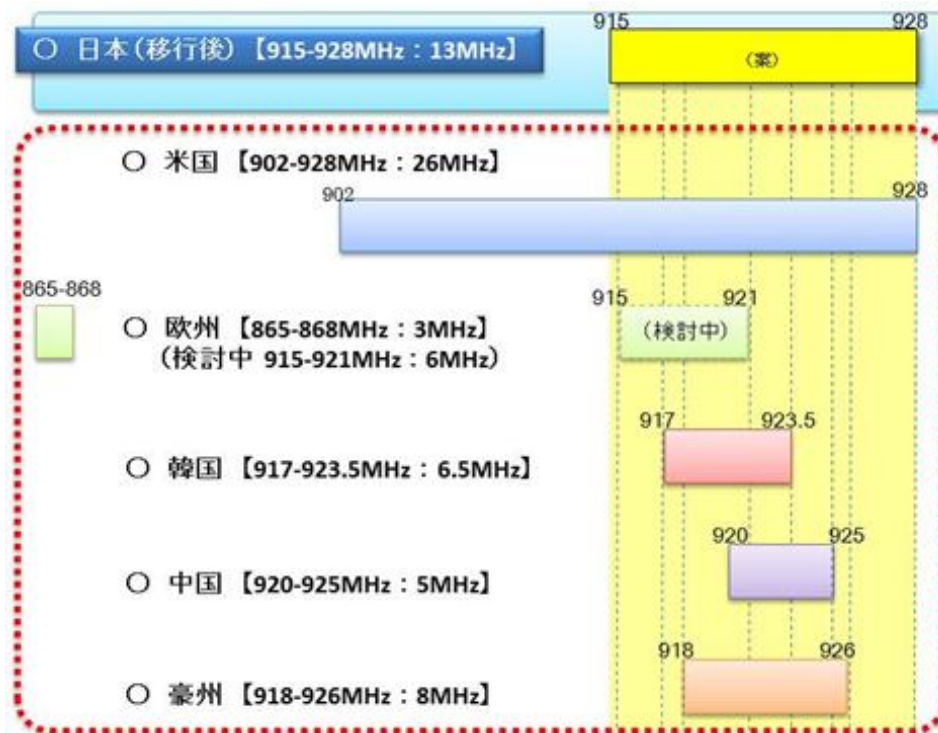 915 928
○ 日本(移行後)【915-928MHz：13MHz】
(案)
○ 米国【902-928MHz：26MHz】
902 928
865-868
915 921
○ 欧州【865-868MHz：3MHz】
(検討中)
(検討中 915-921MHz：6MHz)
917 923.5
○ 韓国【917-923.5MHz：6.5MHz】
920 925
○ 中国【920-925MHz：5MHz】
918 926
○ 豪州【918-926MHz：8MHz】